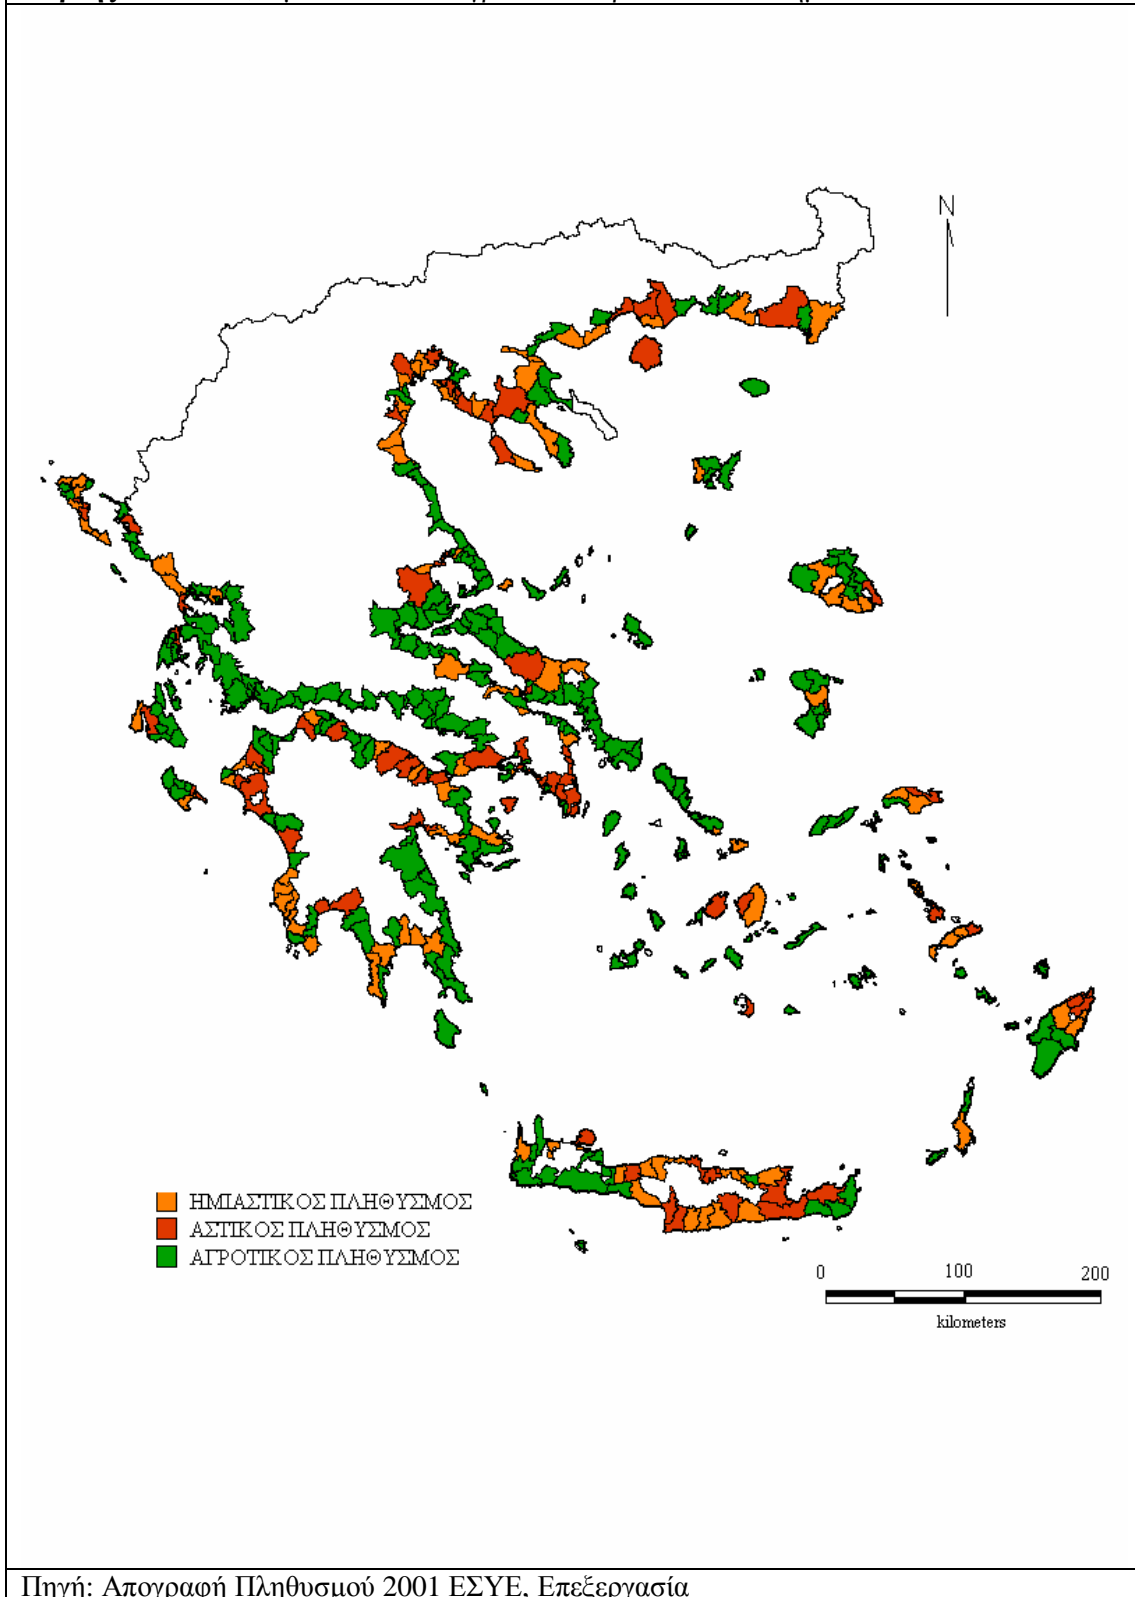 N
ΗΜΙΑΣΤΙΚΟΣ ΠΛΗΘΥΣΜΟΣ
ΑΣΤΙΚΟΣ ΠΛΗΘΥΣΜΟΣ
ΑΓΡΟΤΙΚΟΣ ΠΛΗΘΥΣΜΟΣ
0 100 200
kilometers
Πηγή: Απογραφή Πληθυσμού 2001 ΕΣΥΕ, Επεξεργασία